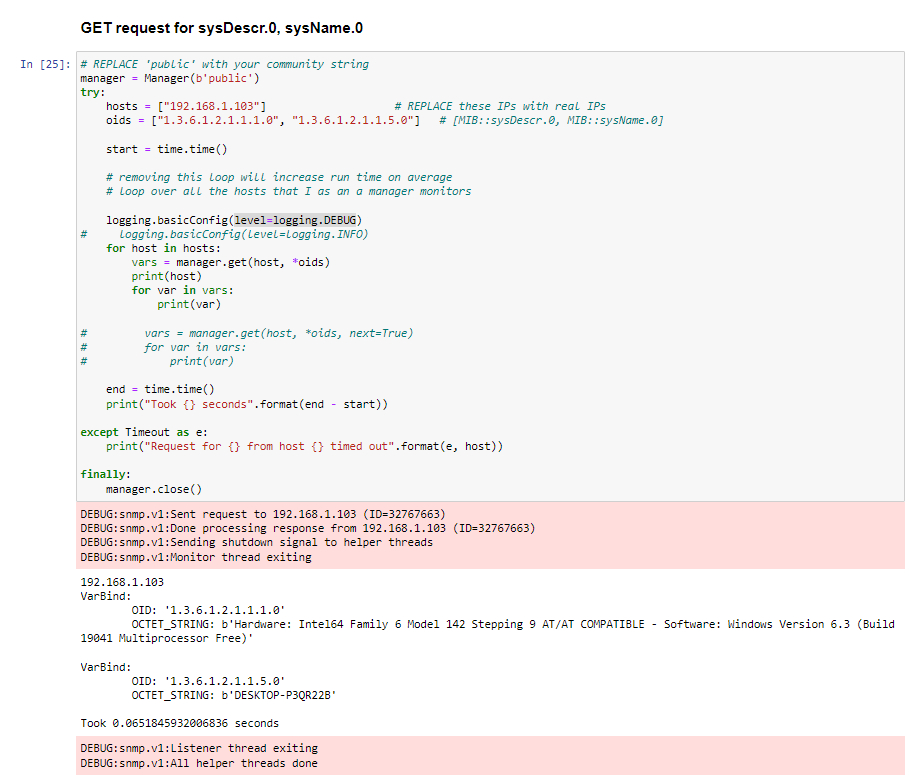 GET request for sysDescr.0, sysName.0
In [25]: # REPLACE 'public' with your community string
manager = Manager(b'public')
try:
    hosts = ["192.168.1.103"]                    # REPLACE these IPs with real IPs
    oids = ["1.3.6.1.2.1.1.1.0", "1.3.6.1.2.1.1.5.0"]   # [MIB::sysDescr.0, MIB::sysName.0]
    start = time.time()
    # removing this loop will increase run time on average
    # loop over all the hosts that I as an a manager monitors
    logging.basicConfig(level=logging.DEBUG)
#     logging.basicConfig(level=logging.INFO)
    for host in hosts:
        vars = manager.get(host, *oids)
        print(host)
        for var in vars:
            print(var)
#         vars = manager.get(host, *oids, next=True)
#         for var in vars:
#             print(var)
    end = time.time()
    print("Took {} seconds".format(end - start))
except Timeout as e:
    print("Request for {} from host {} timed out".format(e, host))
finally:
    manager.close()
DEBUG:snmp.v1:Sent request to 192.168.1.103 (ID=32767663)
DEBUG:snmp.v1:Done processing response from 192.168.1.103 (ID=32767663)
DEBUG:snmp.v1:Sending shutdown signal to helper threads
DEBUG:snmp.v1:Monitor thread exiting
192.168.1.103
VarBind:
        OID: '1.3.6.1.2.1.1.1.0'
        OCTET_STRING: b'Hardware: Intel64 Family 6 Model 142 Stepping 9 AT/AT COMPATIBLE - Software: Windows Version 6.3 (Build
19041 Multiprocessor Free)'
VarBind:
        OID: '1.3.6.1.2.1.1.5.0'
        OCTET_STRING: b'DESKTOP-P3QR22B'
Took 0.0651845932006836 seconds
DEBUG:snmp.v1:Listener thread exiting
DEBUG:snmp.v1:All helper threads done